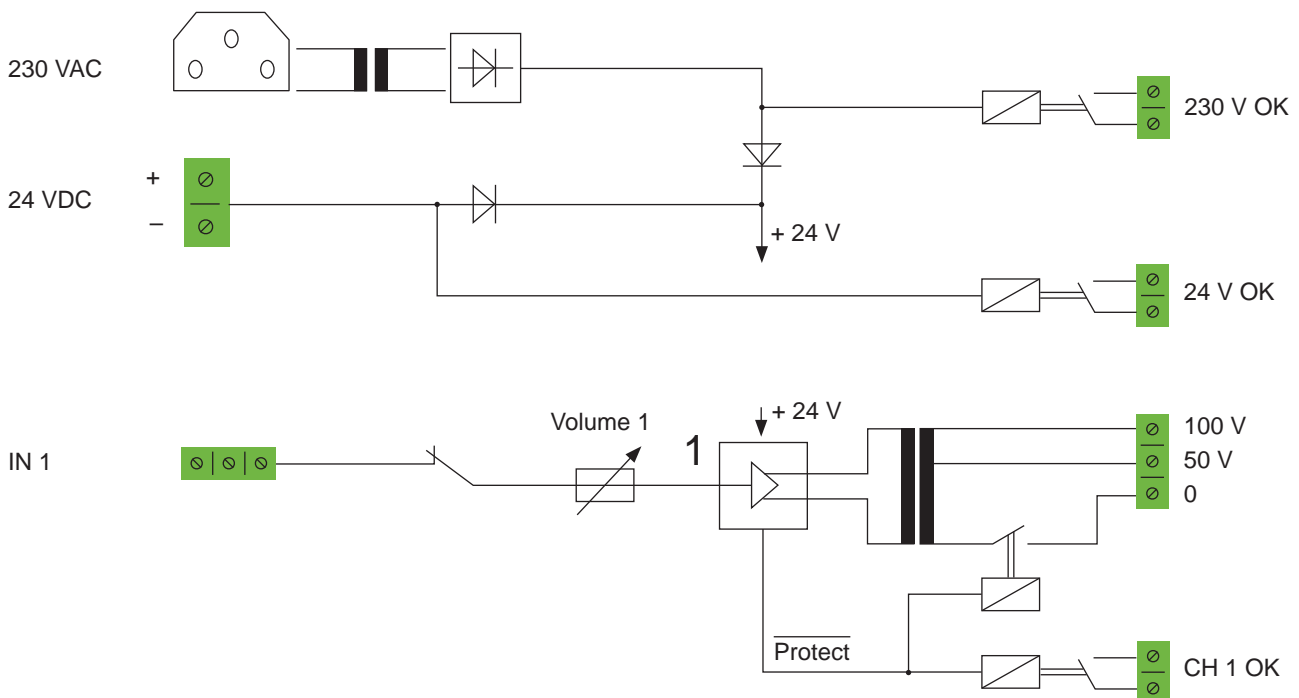 230 VAC
230 V OK
+
24 VDC
–
+ 24 V
24 V OK
Volume 1
1
+ 24 V
100 V
IN 1
50 V
0
Protect
CH 1 OK